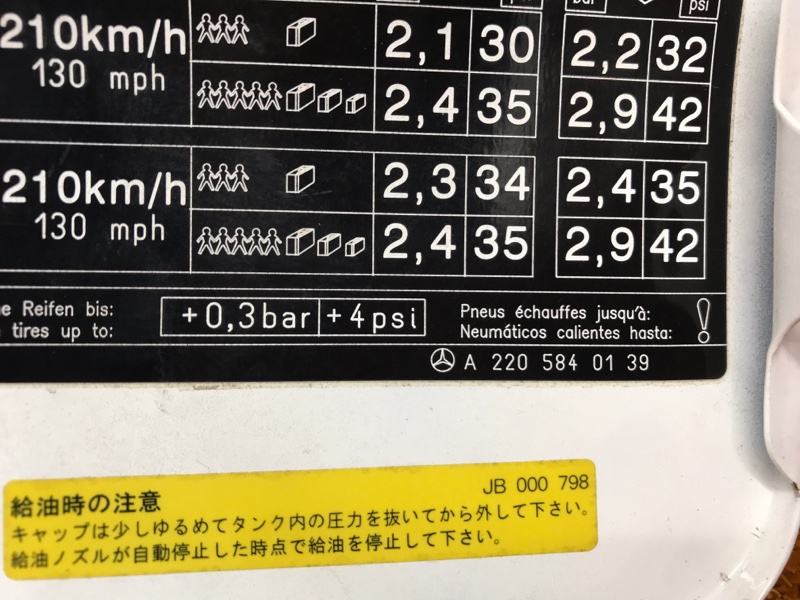 psi
210km/h 2,1 30 2,2 32
130 mph
2,4 35 2,9 42
210km/h 2,3 34 2,4 35
130 mph
2,4 35 2,9 42
Reifen bis: +0,3bar +4psi Pneus échauffes jusqu'à:
tires up to: Neumáticos calientes hasta: !
A 220 584 01 39
給油時の注意 JB 000 798
キャップは少しゆるめてタンク内の圧力を抜いてから外して下さい。
給油ノズルが自動停止した時点で給油を停止して下さい。